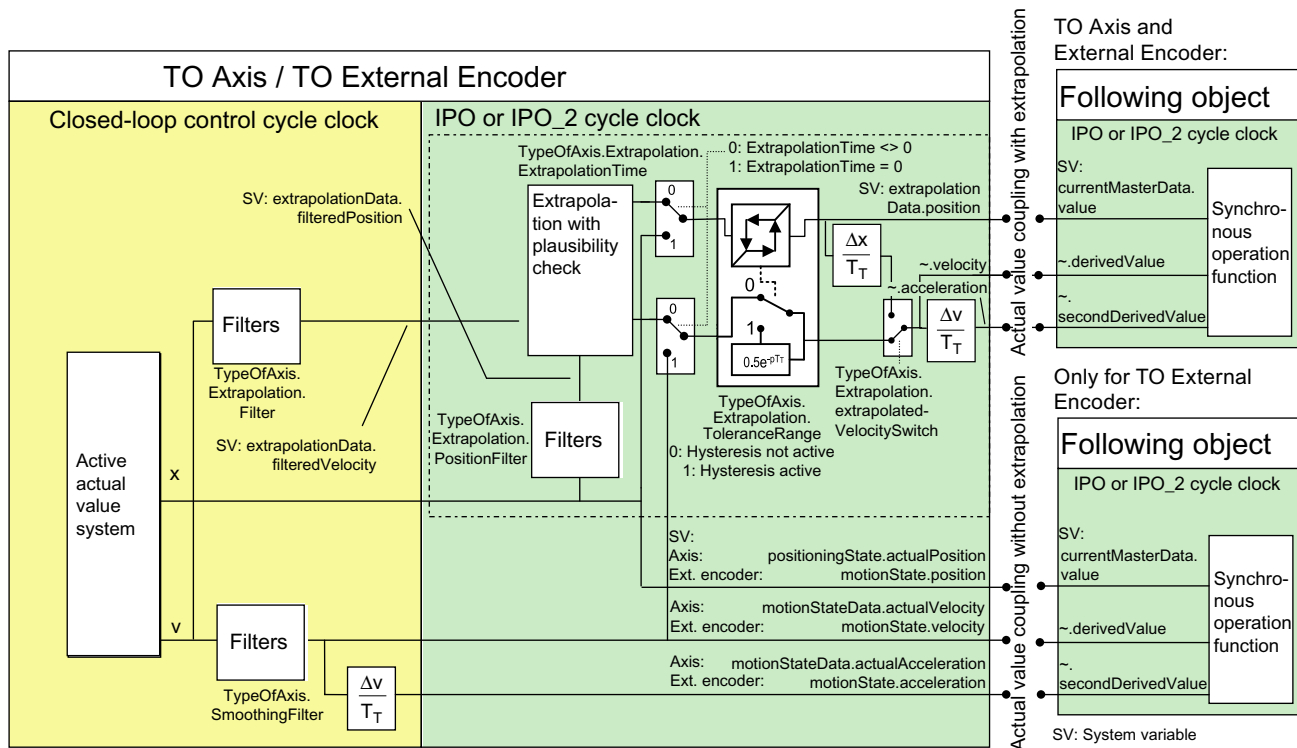 TO Axis / TO External Encoder
Closed-loop control cycle clock
Active
actual
value
system
x
v
Filters
TypeOfAxis.
Extrapolation.
Filter
SV: extrapolationData.
filteredPosition
SV: extrapolationData.
filteredVelocity
Filters
TypeOfAxis.
SmoothingFilter
Δv
T_T
IPO or IPO_2 cycle clock
TypeOfAxis.Extrapolation.
ExtrapolationTime
Extrapola-
tion with
plausibility
check
0: ExtrapolationTime <> 0
1: ExtrapolationTime = 0
0
1
0
1
TypeOfAxis.
Extrapolation.
PositionFilter
Filters
0
1
0.5e^-pT_T
TypeOfAxis.
Extrapolation.
ToleranceRange
0: Hysteresis not active
1: Hysteresis active
SV: extrapolation
Data.position
Δx
T_T
~.velocity
~.acceleration
Δv
T_T
TypeOfAxis.
Extrapolation.
extrapolated-
VelocitySwitch
SV:
Axis: positioningState.actualPosition
Ext. encoder: motionState.position
Axis: motionStateData.actualVelocity
Ext. encoder: motionState.velocity
Axis: motionStateData.actualAcceleration
Ext. encoder: motionState.acceleration
Actual value coupling with extrapolation
Actual value coupling without extrapolation
TO Axis and
External Encoder:
Following object
IPO or IPO_2 cycle clock
SV:
currentMasterData.
value
~.derivedValue
~.
secondDerivedValue
Synchro-
nous
operation
function
Only for TO External
Encoder:
Following object
IPO or IPO_2 cycle clock
SV:
currentMasterData.
value
~.derivedValue
~.
secondDerivedValue
Synchro-
nous
operation
function
SV: System variable